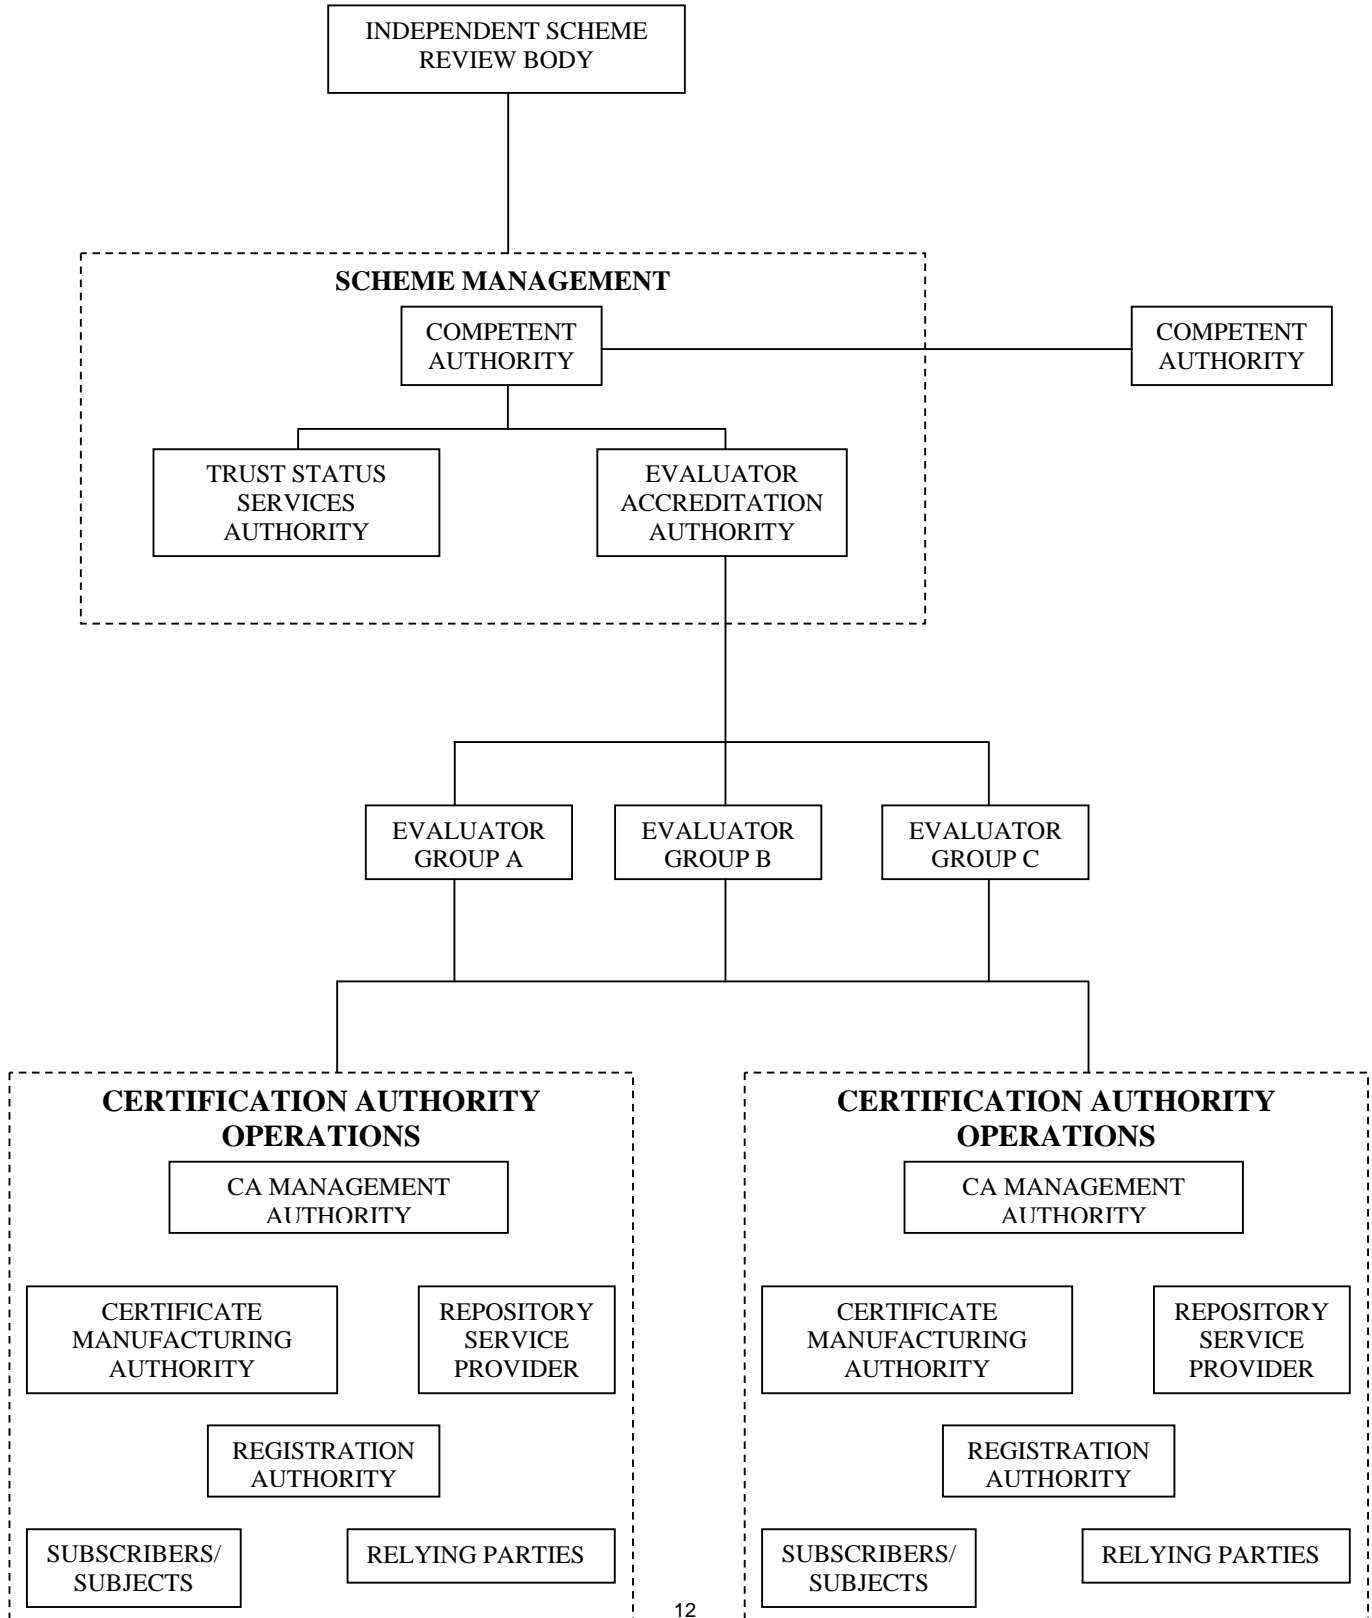 INDEPENDENT SCHEME
REVIEW BODY
SCHEME MANAGEMENT
COMPETENT
AUTHORITY
COMPETENT
AUTHORITY
TRUST STATUS
SERVICES
AUTHORITY
EVALUATOR
ACCREDITATION
AUTHORITY
EVALUATOR
GROUP A
EVALUATOR
GROUP B
EVALUATOR
GROUP C
CERTIFICATION AUTHORITY
OPERATIONS
CA MANAGEMENT
AUTHORITY
CERTIFICATE
MANUFACTURING
AUTHORITY
REPOSITORY
SERVICE
PROVIDER
REGISTRATION
AUTHORITY
SUBSCRIBERS/
SUBJECTS
RELYING PARTIES
CERTIFICATION AUTHORITY
OPERATIONS
CA MANAGEMENT
AUTHORITY
CERTIFICATE
MANUFACTURING
AUTHORITY
REPOSITORY
SERVICE
PROVIDER
REGISTRATION
AUTHORITY
SUBSCRIBERS/
SUBJECTS
RELYING PARTIES
12